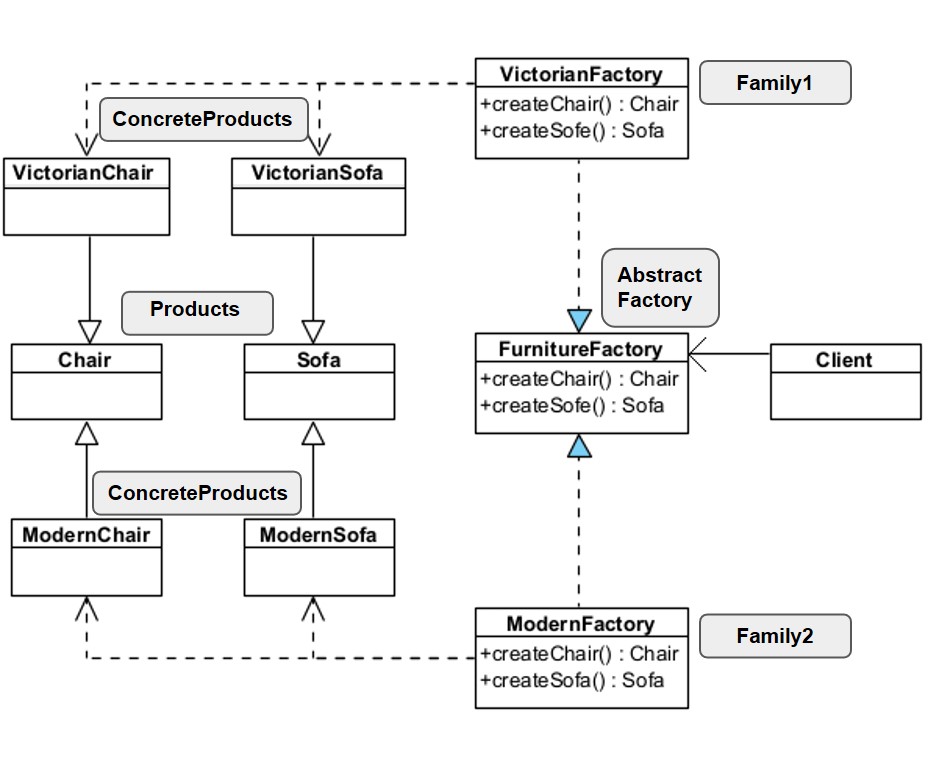 VictorianFactory
+createChair() : Chair
+createSofe() : Sofa
Family1
ConcreteProducts
VictorianChair
VictorianSofa
Abstract
Factory
Products
FurnitureFactory
+createChair() : Chair
+createSofe() : Sofa
Chair
Sofa
Client
ConcreteProducts
ModernChair
ModernSofa
ModernFactory
+createChair() : Chair
+createSofa() : Sofa
Family2